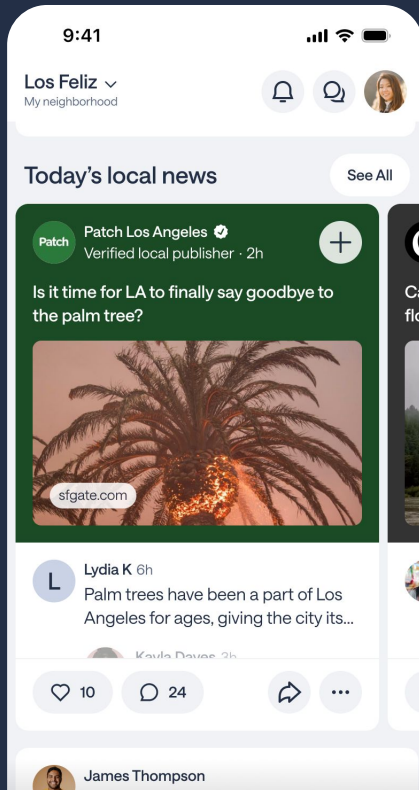 9:41
Los Feliz
My neighborhood
Today's local news
See All
Patch
Patch Los Angeles
Verified local publisher · 2h
Is it time for LA to finally say goodbye to
the palm tree?
sfgate.com
L
Lydia K 6h
Palm trees have been a part of Los
Angeles for ages, giving the city its...
Kayla Daves 3h
10
24
James Thompson